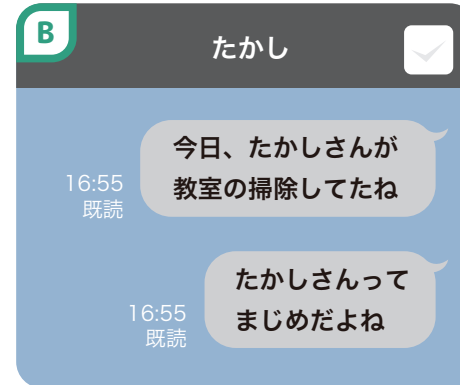 B
たかし
今日、たかしさんが
教室の掃除してたね
16:55
既読
たかしさんって
まじめだよね
16:55
既読